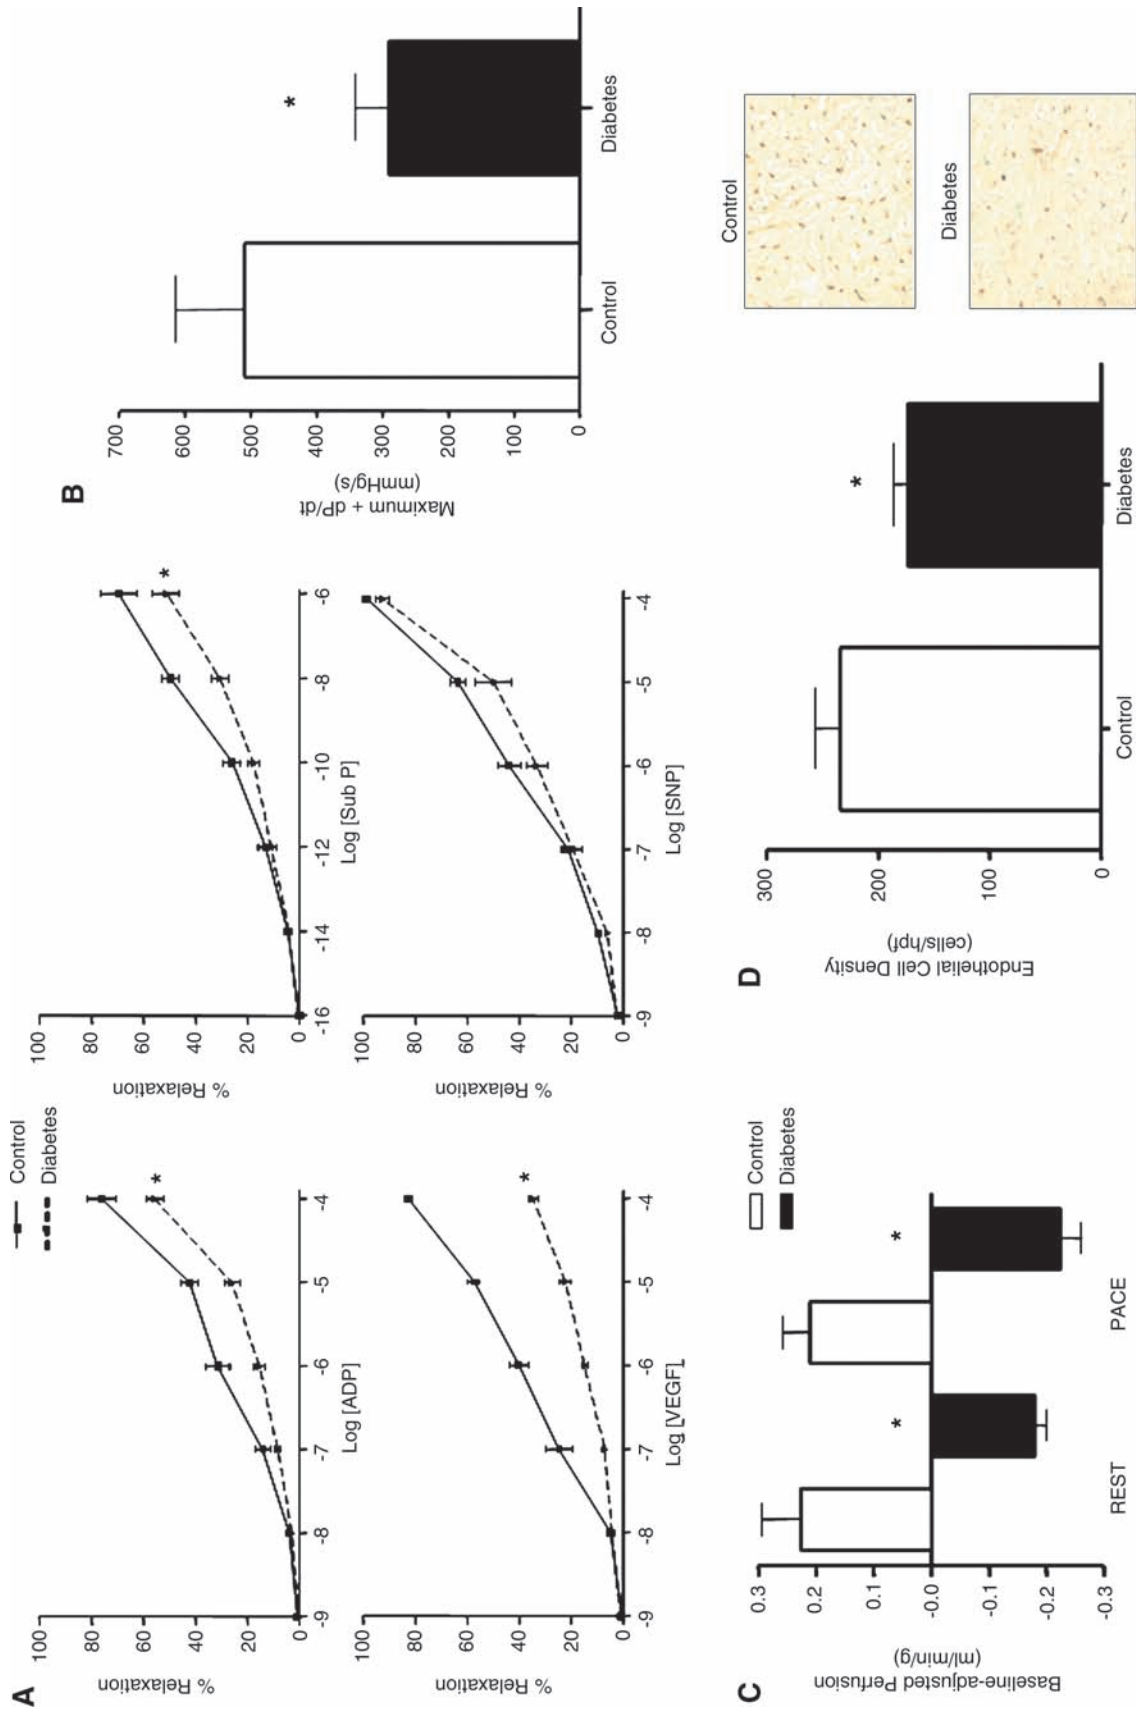 A
Control
Diabetes
% Relaxation
100
80
60
40
20
0
-9
-8
-7
-6
-5
-4
Log [ADP]
*
% Relaxation
100
80
60
40
20
0
-16
-14
-12
-10
-8
-6
Log [Sub P]
*
% Relaxation
100
80
60
40
20
0
-9
-8
-7
-6
-5
-4
Log [VEGF]
*
% Relaxation
100
80
60
40
20
0
-9
-8
-7
-6
-5
-4
Log [SNP]
B
Maximum + dP/dt
(mmHg/s)
700
600
500
400
300
200
100
0
*
Control
Diabetes
C
Control
Diabetes
Baseline-adjusted Perfusion
(ml/min/g)
0.3
0.2
0.1
-0.0
-0.1
-0.2
-0.3
*
*
REST
PACE
D
Endothelial Cell Density
(cells/hpf)
300
200
100
0
*
Control
Diabetes
Control
Diabetes